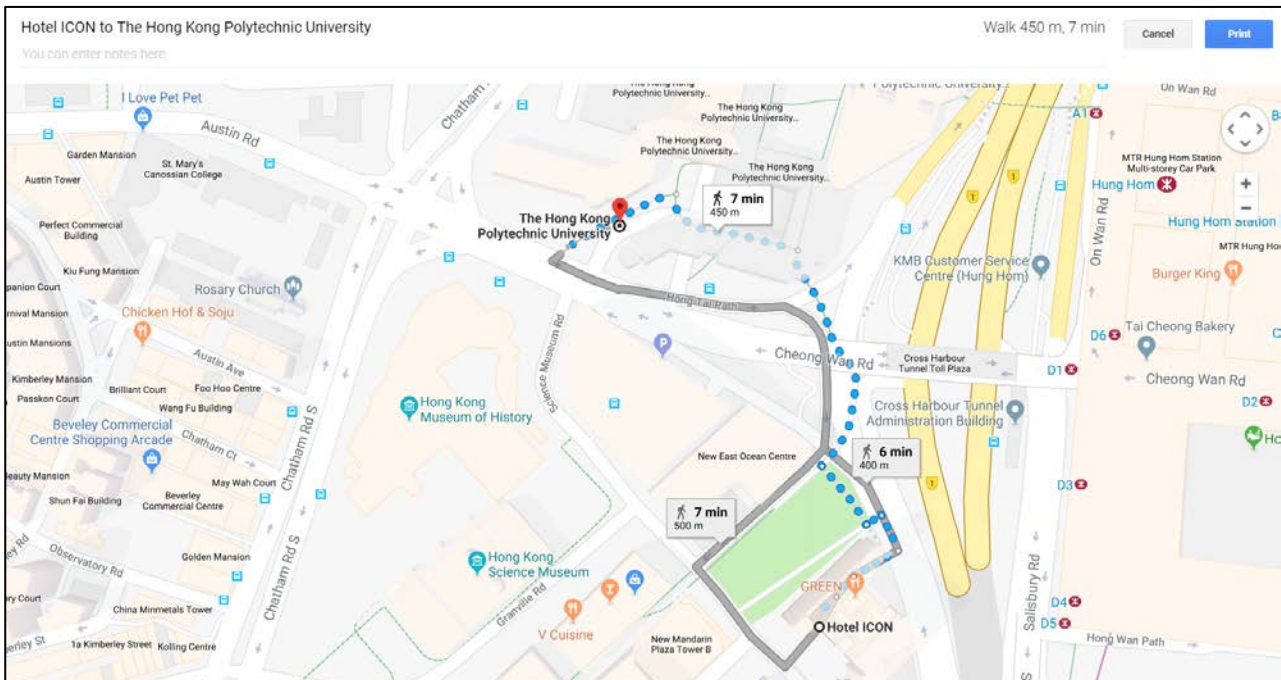 Hotel ICON to The Hong Kong Polytechnic University
Walk 450 m, 7 min
Cancel
Print
You can enter notes here.
I Love Pet Pet
Austin Rd
Garden Mansion
Austin Tower
St. Mary's
Canossian College
Perfect Commercial
Building
Kiu Fung Mansion
Rosary Church
Chicken Hof & Soju
Austin Ave
Kimberley Mansion
Passkon Court
Brilliant Court
Foo Hoo Centre
Wang Fu Building
Beverley Commercial
Centre Shopping Arcade
Chatham Ct
May Wah Court
Shun Fai Building
Beverley
Commercial Centre
Golden Mansion
Observatory Rd
China Minmetals Tower
1a Kimberley Street
Kolling Centre
Chatham Rd S
Chatham Rd S
Polytechnic University...
The Hong Kong
Polytechnic University...
The Hong Kong
Polytechnic University...
The Hong Kong
Polytechnic University...
7 min
450 m
The Hong Kong
Polytechnic University
Hong Tai Path
Science Museum Rd
P
Cheong Wan Rd
Cross Harbour
Tunnel Toll Plaza
Hong Kong
Museum of History
New East Ocean Centre
Cross Harbour Tunnel
Administration Building
6 min
400 m
7 min
500 m
Hong Kong
Science Museum
Granville Rd
V Cuisine
New Mandarin
Plaza Tower B
GREEN
Hotel ICON
1
1
1
KMB Customer Service
Centre (Hung Hom)
On Wan Rd
A1
MTR Hung Hom Station
Multi-storey Car Park
Hung Hom
Hung Hom Station
On Wan Rd
Burger King
D6
Tai Cheong Bakery
D1
Cheong Wan Rd
D2
D3
D4
D5
Salisbury Rd
Hong Wan Path